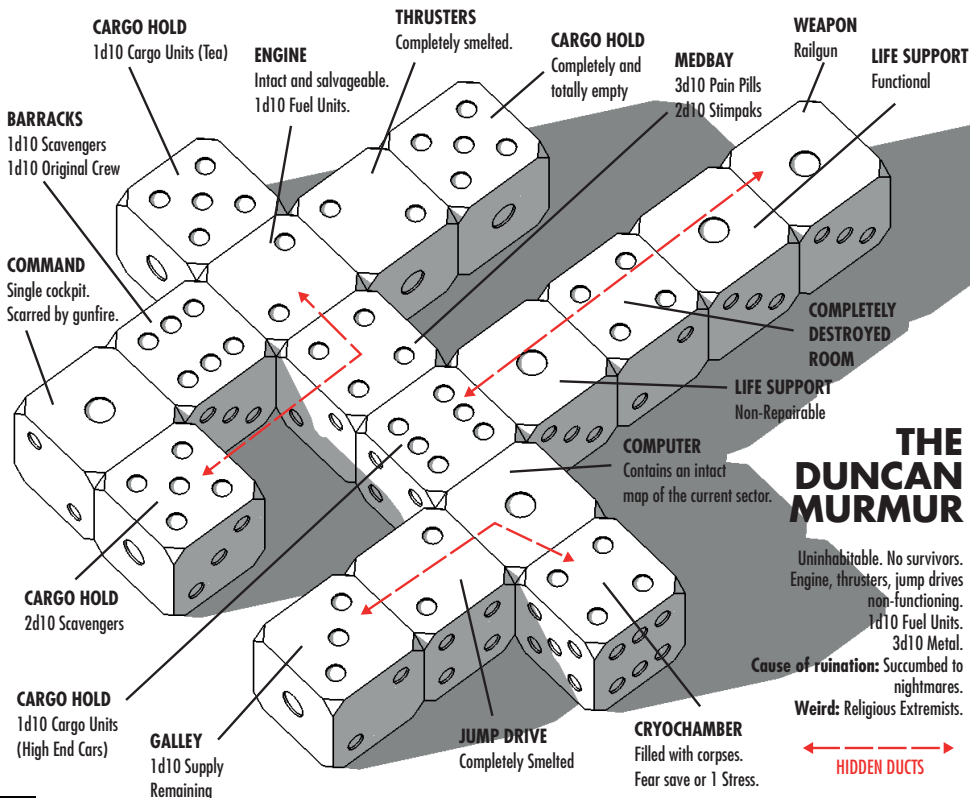 CARGO HOLD
1d10 Cargo Units (Tea)
THRUSTERS
Completely smelted.
WEAPON
Railgun
ENGINE
Intact and salvageable.
1d10 Fuel Units.
CARGO HOLD
Completely and
totally empty
MEDBAY
3d10 Pain Pills
2d10 Stimpaks
LIFE SUPPORT
Functional
BARRACKS
1d10 Scavengers
1d10 Original Crew
COMMAND
Single cockpit.
Scarred by gunfire.
COMPLETELY
DESTROYED
ROOM
LIFE SUPPORT
Non-Repairable
COMPUTER
Contains an intact
map of the current sector.
THE
DUNCAN
MURMUR
Uninhabitable. No survivors.
Engine, thrusters, jump drives
non-functioning.
1d10 Fuel Units.
3d10 Metal.
Cause of ruination: Succumbed to
nightmares.
Weird: Religious Extremists.
HIDDEN DUCTS
CARGO HOLD
2d10 Scavengers
CARGO HOLD
1d10 Cargo Units
(High End Cars)
GALLEY
1d10 Supply
Remaining
JUMP DRIVE
Completely Smelted
CRYOCHAMBER
Filled with corpses.
Fear save or 1 Stress.